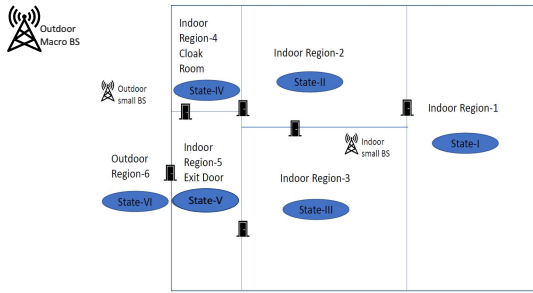 Outdoor
Macro BS
Indoor
Region-4
Cloak
Room
State-IV
Indoor Region-2
State-II
Outdoor
small BS
Indoor Region-1
State-I
Indoor
small BS
Outdoor
Region-6
State-VI
Indoor
Region-5
Exit Door
State-V
Indoor Region-3
State-III